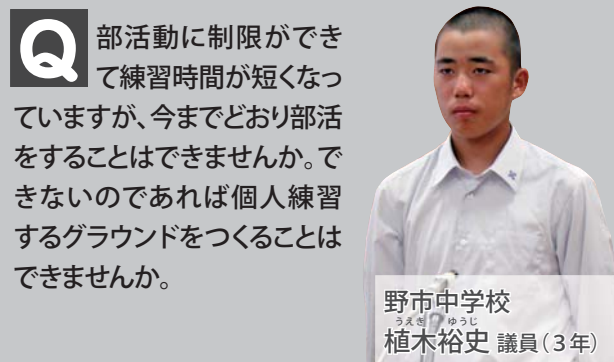 Q 部活動に制限ができ
て練習時間が短くなっ
ていますが、今までどおり部活
をすることはできませんか。で
きないのであれば個人練習
するグラウンドをつくることは
できませんか。
野市中学校
うえき ゆうじ
植木裕史 議員（3年）